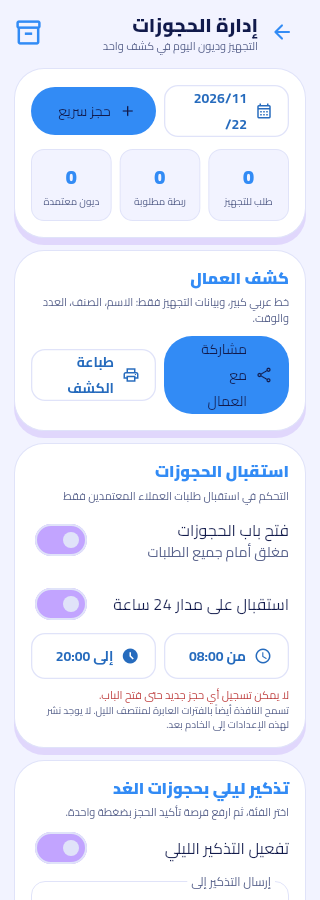 إدارة الحجوزات
التجهيز وديون اليوم في كشف واحد
2026/11
/22
حجز سريع
0
0
0
طلب للتجهيز
ربطة مطلوبة
ديون معتمدة
كشف العمال
خط عربي كبير، وبيانات التجهيز فقط: الاسم، الصنف، العدد
والوقت.
مشاركة
مع
العمال
طباعة
الكشف
استقبال الحجوزات
التحكم في استقبال طلبات العملاء المعتمدين فقط
فتح باب الحجوزات
مغلق أمام جميع الطلبات
استقبال على مدار 24 ساعة
من 08:00
إلى 20:00
لا يمكن تسجيل أي حجز جديد حتى فتح الباب.
تسمح النافذة أيضاً بالفترات العابرة لمنتصف الليل. لا يوجد نشر
لهذه الإعدادات إلى الخادم بعد.
تذكير ليلي بحجوزات الغد
اختر الفئة، ثم ارفع فرصة تأكيد الحجز بضغطة واحدة.
تفعيل التذكير الليلي
إرسال التذكير إلى